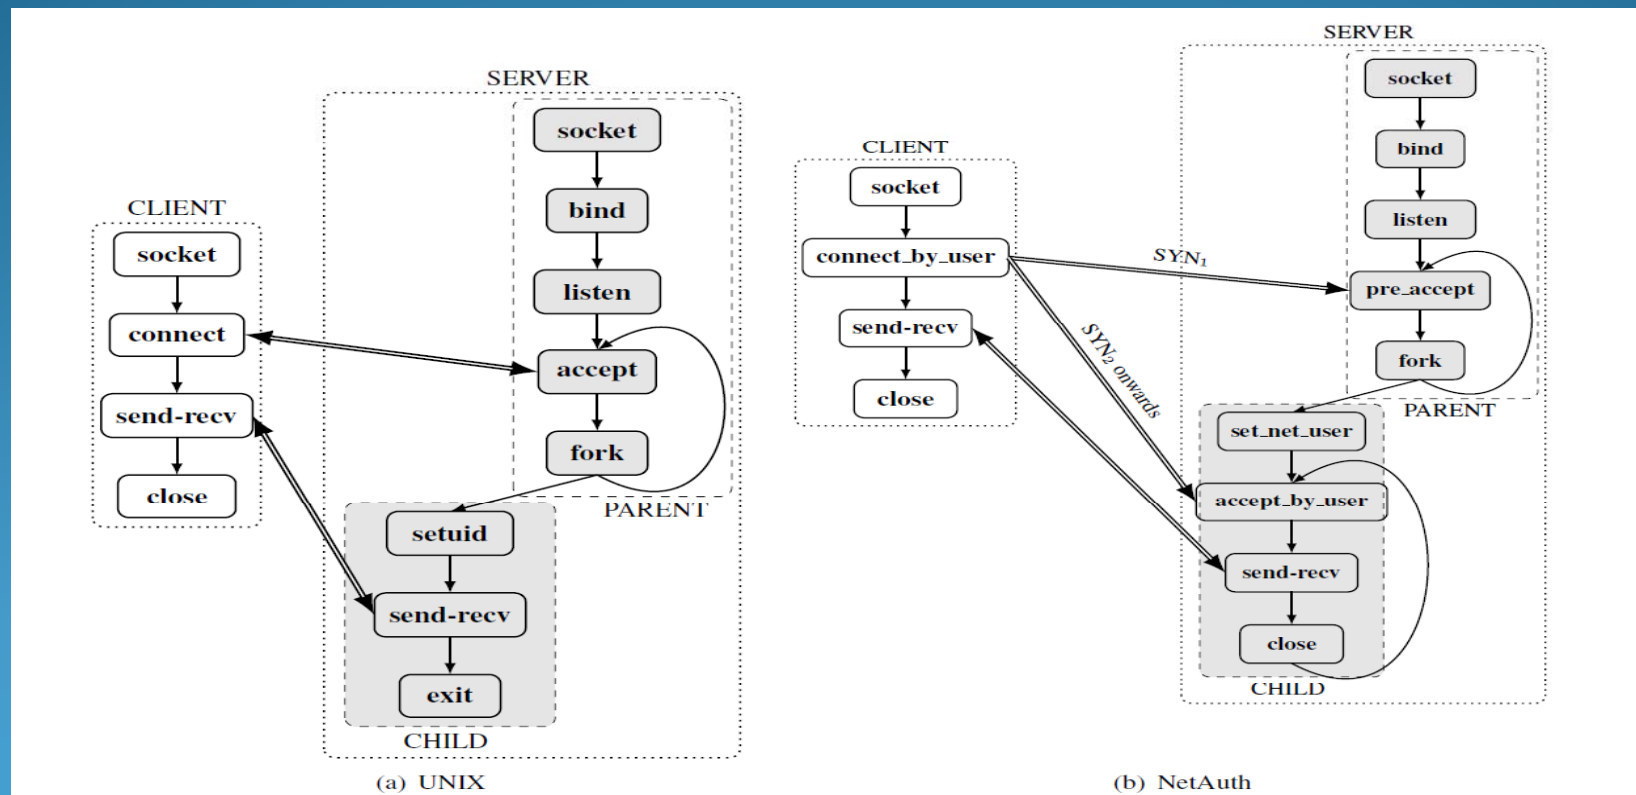 SERVER
socket
bind
listen
accept
fork
PARENT
CLIENT
socket
connect
send-recv
close
setuid
send-recv
exit
CHILD
(a) UNIX
SERVER
socket
bind
listen
pre_accept
fork
PARENT
CLIENT
socket
connect_by_user
send-recv
close
SYN₁
SYN₂ onwards
set_net_user
accept_by_user
send-recv
close
CHILD
(b) NetAuth